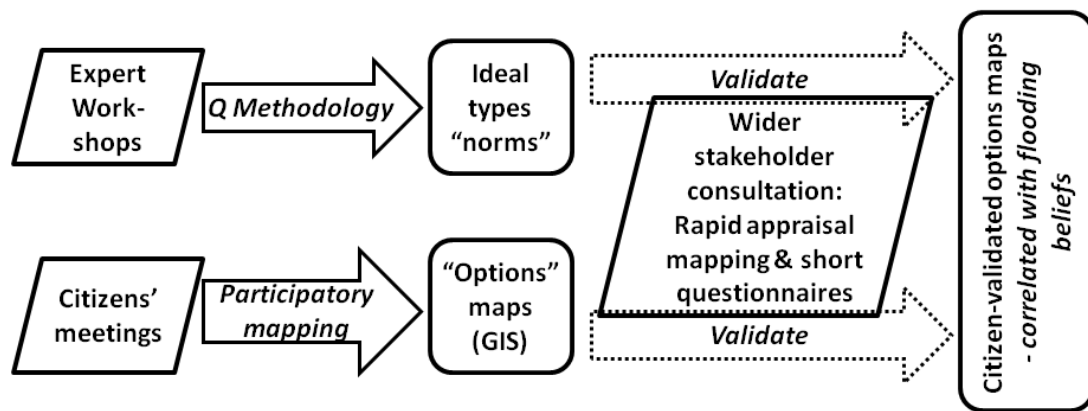 Expert
Work-
shops
Q Methodology
Ideal
types
“norms”
Validate
Wider
stakeholder
consultation:
Rapid appraisal
mapping & short
questionnaires
Citizens’
meetings
Participatory
mapping
“Options”
maps
(GIS)
Validate
Citizen-validated options maps
- correlated with flooding
beliefs